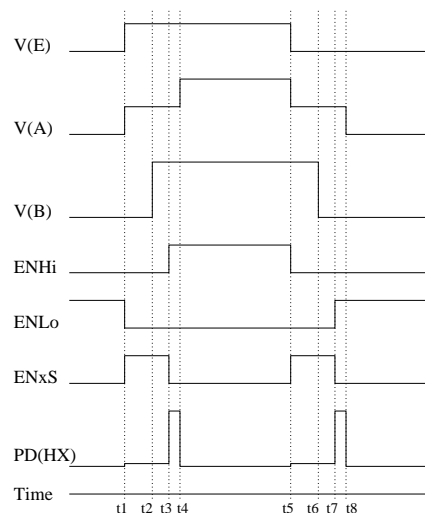 V(E)
V(A)
V(B)
ENHi
ENLo
ENxS
PD(HX)
Time
t1 t2 t3 t4 t5 t6 t7 t8